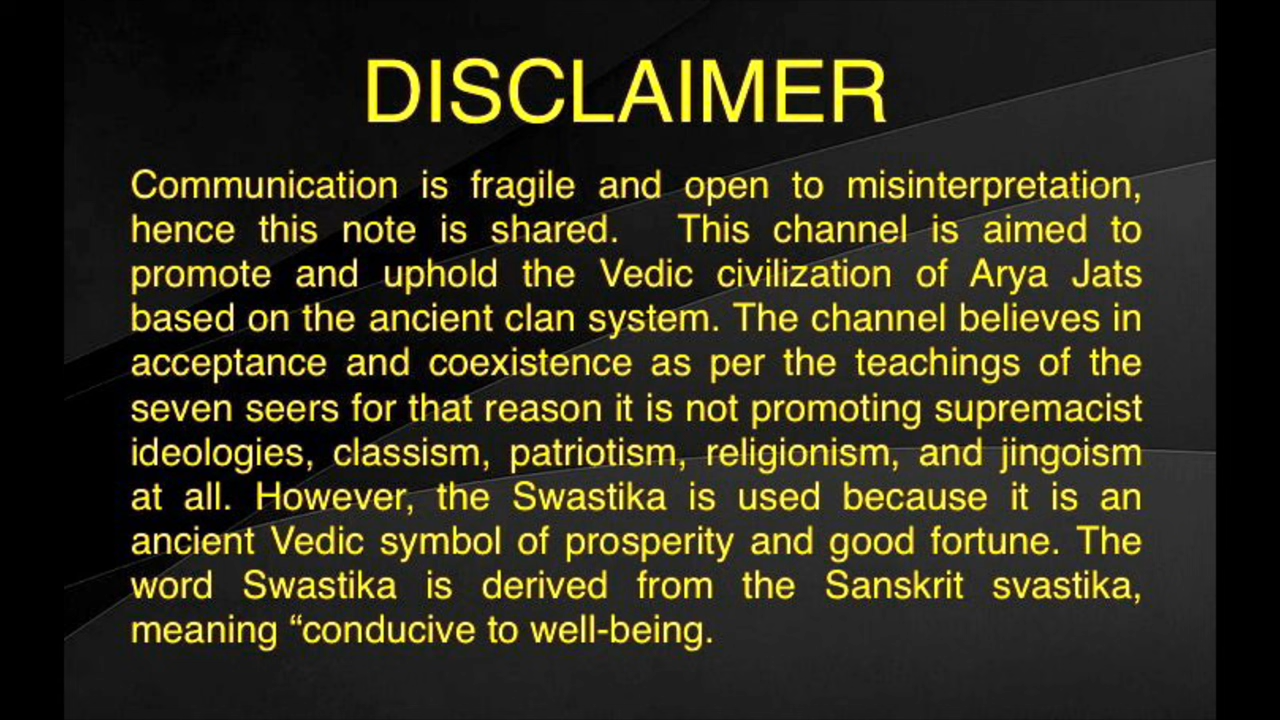 DISCLAIMER
Communication is fragile and open to misinterpretation,
hence this note is shared. This channel is aimed to
promote and uphold the Vedic civilization of Arya Jats
based on the ancient clan system. The channel believes in
acceptance and coexistence as per the teachings of the
seven seers for that reason it is not promoting supremacist
ideologies, classism, patriotism, religionism, and jingoism
at all. However, the Swastika is used because it is an
ancient Vedic symbol of prosperity and good fortune. The
word Swastika is derived from the Sanskrit svastika,
meaning “conducive to well-being.